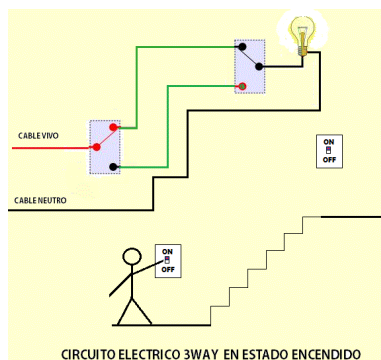 CABLE VIVO
ON
OFF
CABLE NEUTRO
ON
OFF
CIRCUITO ELECTRICO 3WAY EN ESTADO ENCENDIDO